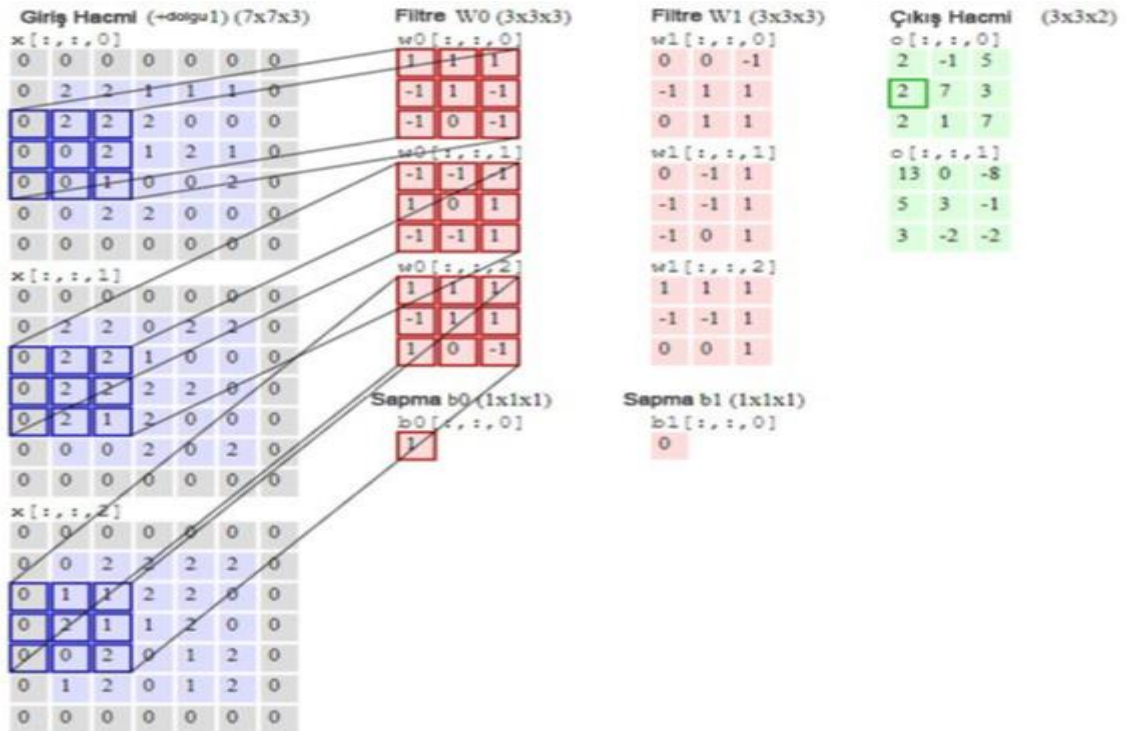 Giriş Hacmi (+dolgu1) (7x7x3) Filtre W0 (3x3x3) Filtre W1 (3x3x3) Çıkış Hacmi (3x3x2)
x[:,:,0] w0[:,:,0] w1[:,:,0] o[:,:,0]
0 0 0 0 0 0 0 1 1 1 0 0 -1 2 -1 5
0 2 2 1 1 1 0 -1 1 -1 -1 1 1 2 7 3
0 2 2 2 0 0 0 -1 0 -1 0 1 1 2 1 7
0 0 2 1 2 1 0 w0[:,:,1] w1[:,:,1] o[:,:,1]
0 0 1 0 0 2 0 -1 -1 0 -1 1 13 0 -8
0 0 2 2 0 0 0 1 0 1 -1 -1 1 5 3 -1
0 0 0 0 0 0 0 -1 -1 1 -1 0 1 3 -2 -2
x[:,:,1] w0[:,:,2] w1[:,:,2]
0 0 0 0 0 0 0 1 1 1 1 1 1
0 2 2 0 2 2 0 -1 1 1 -1 -1 1
0 2 2 1 0 0 0 1 0 -1 0 0 1
0 2 2 2 2 0 0
0 2 1 2 0 0 0 Sapma b0 (1x1x1) Sapma b1 (1x1x1)
0 0 0 2 0 2 0 b0[:,:,0] b1[:,:,0]
0 0 0 0 0 0 0 1 0
x[:,:,2]
0 0 0 0 0 0 0
0 0 2 2 2 2 0
0 1 1 2 2 0 0
0 2 1 1 2 0 0
0 0 2 0 1 2 0
0 1 2 0 1 2 0
0 0 0 0 0 0 0